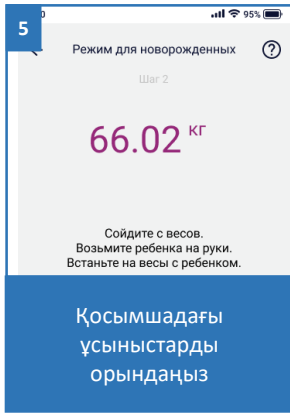 5
95%
Режим для новорожденных
?
Шаг 2
66.02 кг
Сойдите с весов.
Возьмите ребенка на руки.
Встаньте на весы с ребенком.
Қосымшадағы
ұсыныстарды
орындаңыз